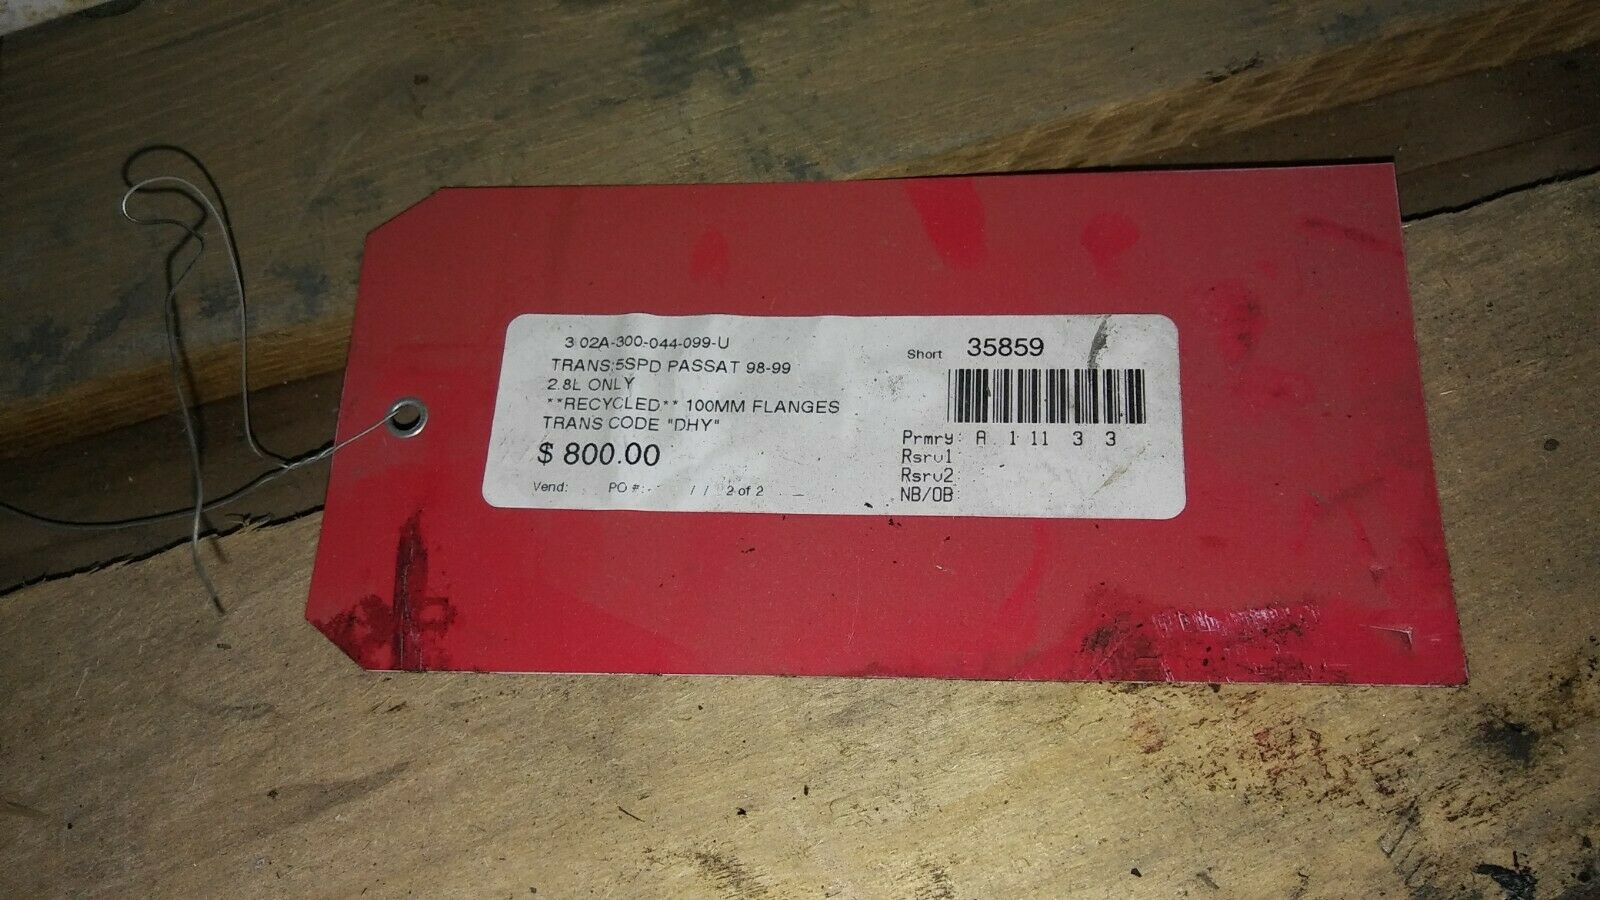 3 02A-300-044-099-U
TRANS:5SPD PASSAT 98-99
2.8L ONLY
**RECYCLED** 100MM FLANGES
TRANS CODE "DHY"
$ 800.00
Vend: PO #: / / 2 of 2
Short 35859
Prmry: A 1 11 3 3
Rsrv1
Rsrv2
NB/OB